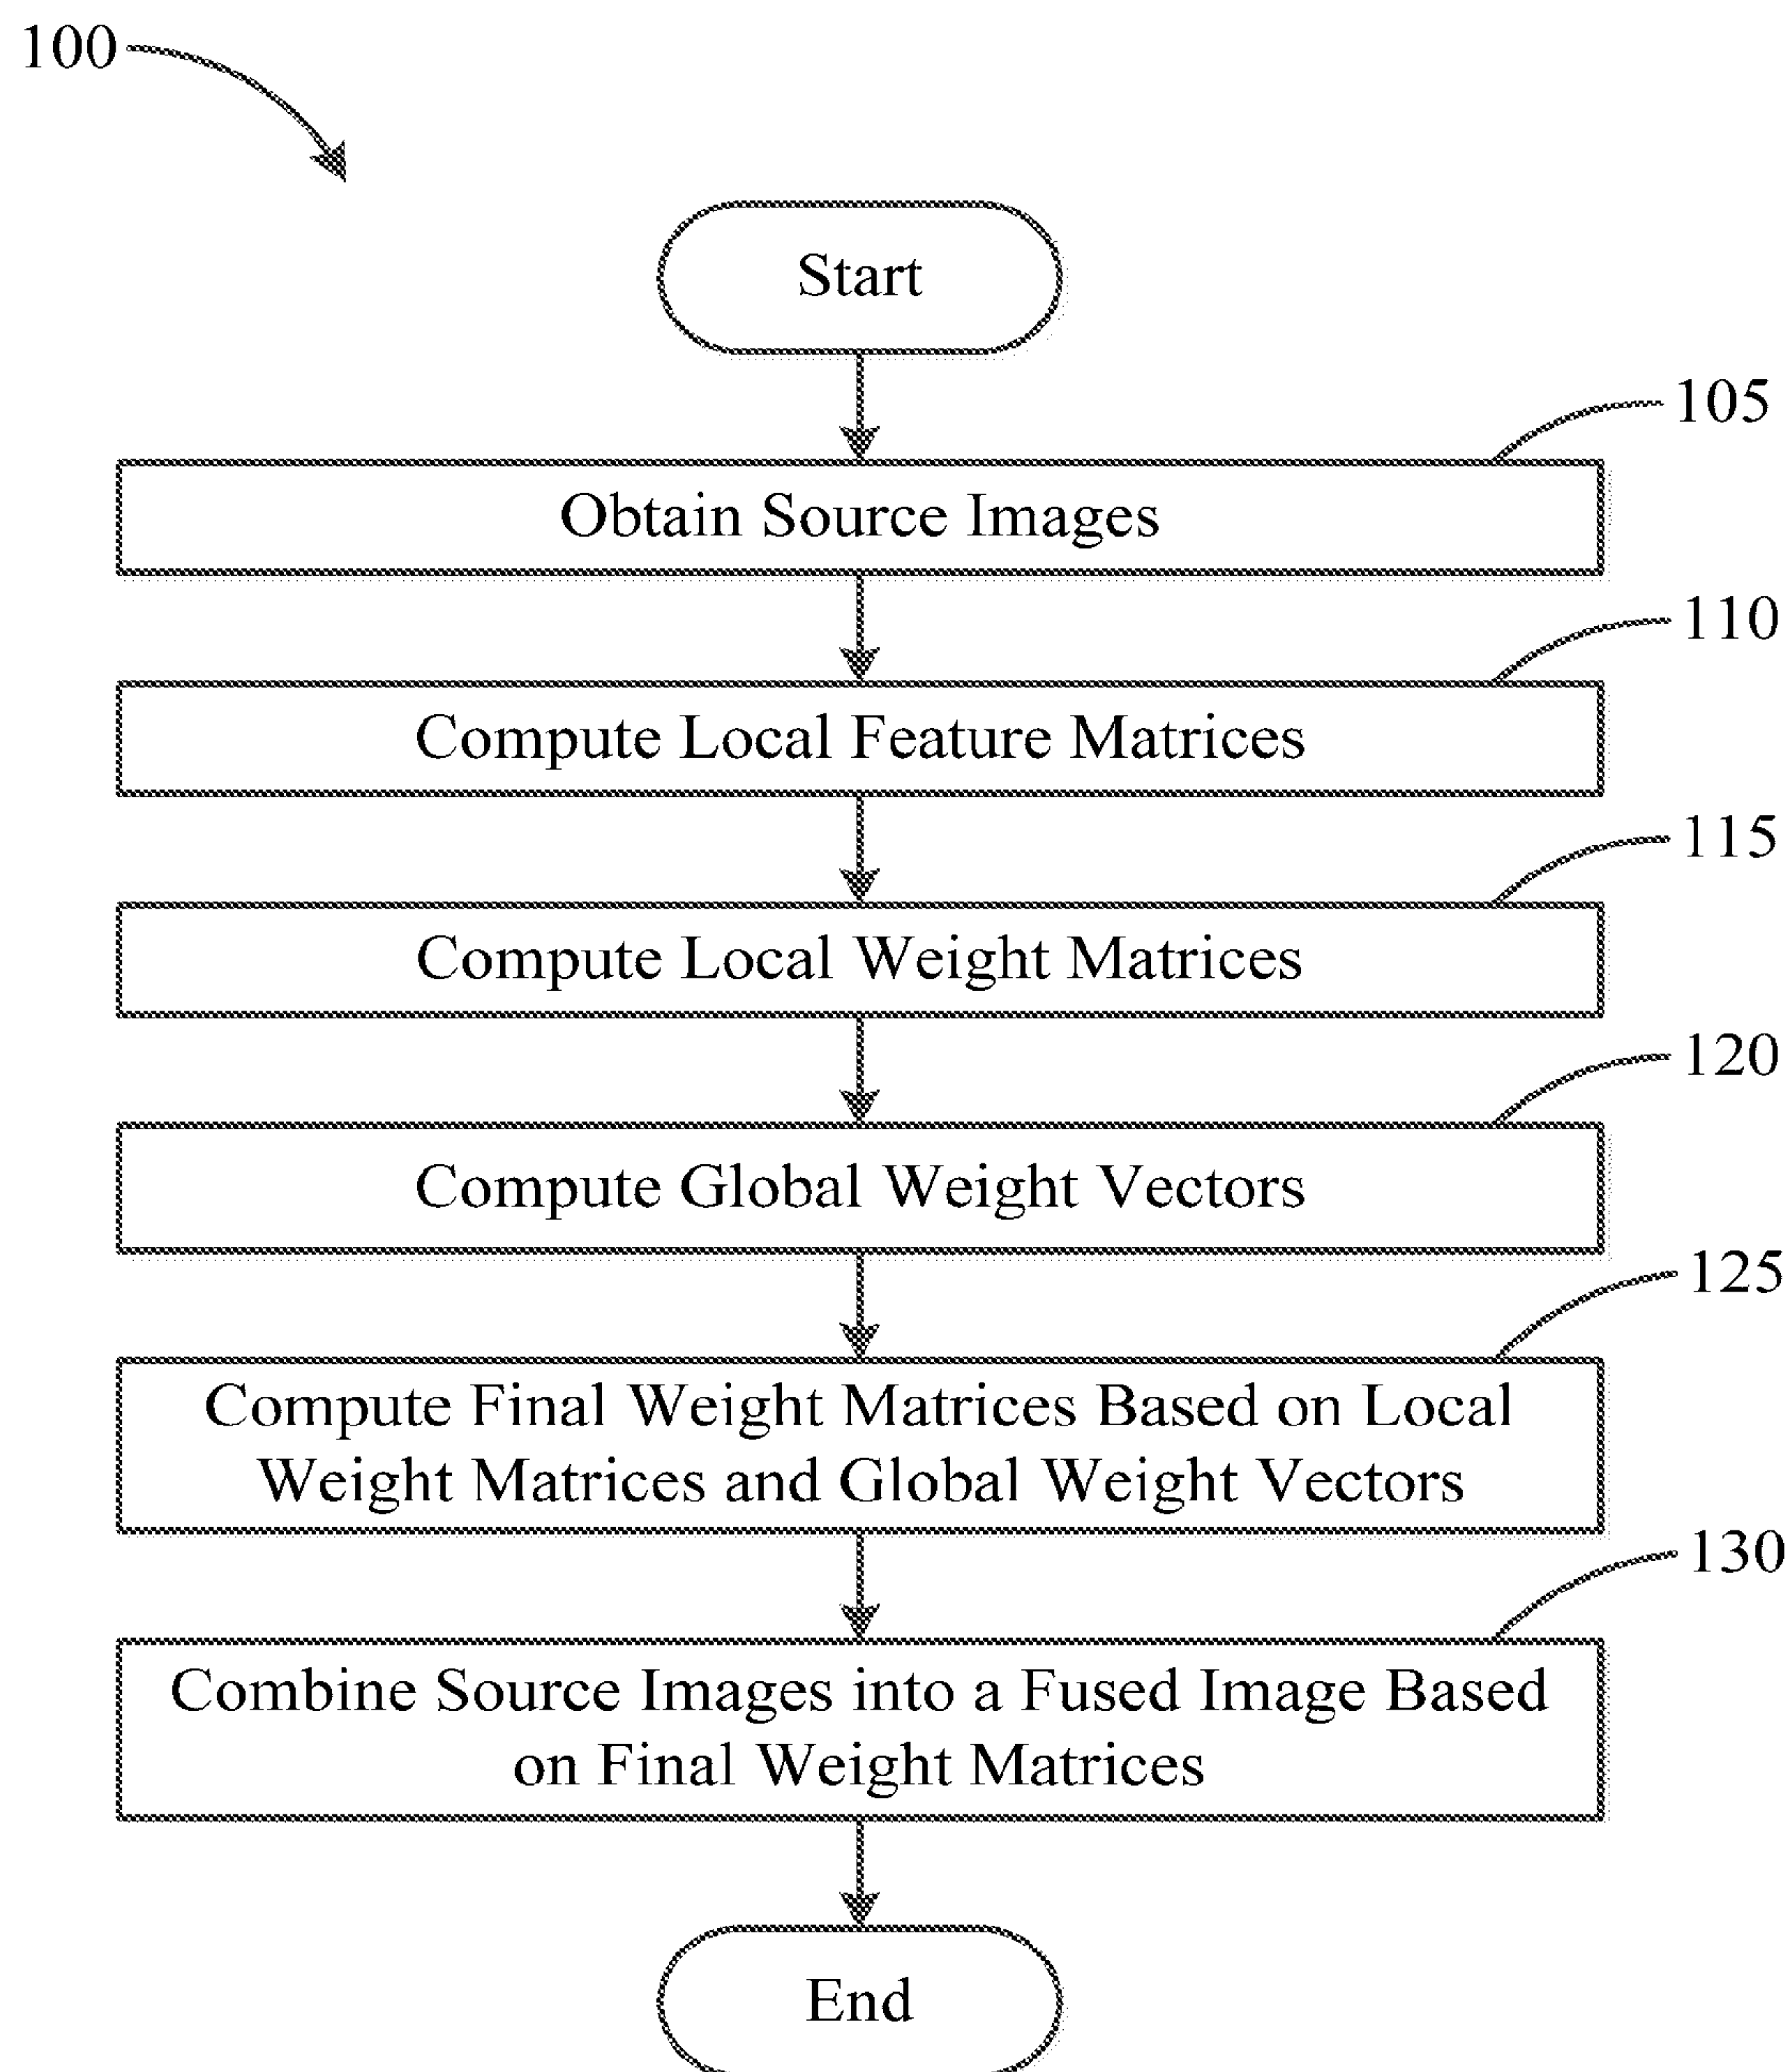 100
Start
105
Obtain Source Images
110
Compute Local Feature Matrices
115
Compute Local Weight Matrices
120
Compute Global Weight Vectors
125
Compute Final Weight Matrices Based on Local
Weight Matrices and Global Weight Vectors
130
Combine Source Images into a Fused Image Based
on Final Weight Matrices
End